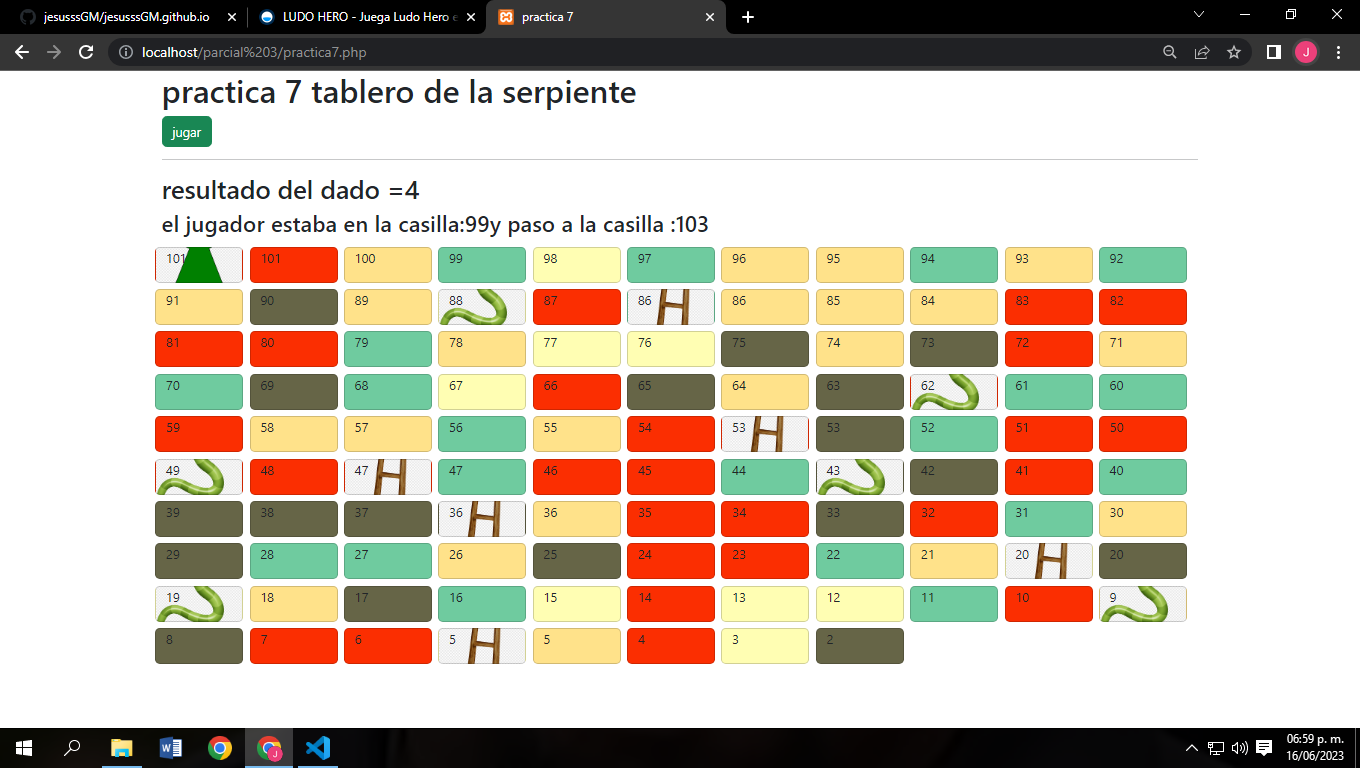 jesusssGM/jesusssGM.github.io
LUDO HERO - Juega Ludo Hero e
practica 7
localhost/parcial%203/practica7.php
J
practica 7 tablero de la serpiente
jugar
resultado del dado =4
el jugador estaba en la casilla:99y paso a la casilla :103
101 101 100 99 98 97 96 95 94 93 92
91 90 89 88 87 86 86 85 84 83 82
81 80 79 78 77 76 75 74 73 72 71
70 69 68 67 66 65 64 63 62 61 60
59 58 57 56 55 54 53 53 52 51 50
49 48 47 47 46 45 44 43 42 41 40
39 38 37 36 36 35 34 33 32 31 30
29 28 27 26 25 24 23 22 21 20 20
19 18 17 16 15 14 13 12 11 10 9
8 7 6 5 5 4 3 2
W
J
06:59 p. m.
16/06/2023